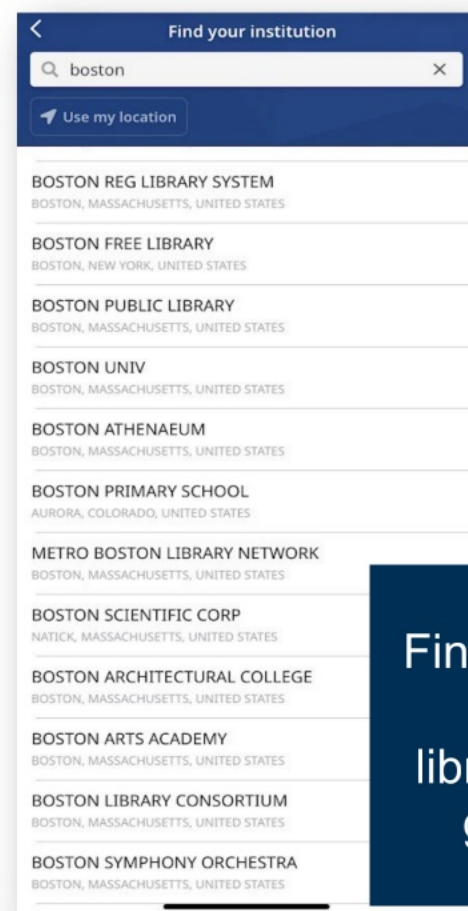 Find your institution
boston
Use my location
BOSTON REG LIBRARY SYSTEM
BOSTON, MASSACHUSETTS, UNITED STATES
BOSTON FREE LIBRARY
BOSTON, NEW YORK, UNITED STATES
BOSTON PUBLIC LIBRARY
BOSTON, MASSACHUSETTS, UNITED STATES
BOSTON UNIV
BOSTON, MASSACHUSETTS, UNITED STATES
BOSTON ATHENAEUM
BOSTON, MASSACHUSETTS, UNITED STATES
BOSTON PRIMARY SCHOOL
AURORA, COLORADO, UNITED STATES
METRO BOSTON LIBRARY NETWORK
BOSTON, MASSACHUSETTS, UNITED STATES
BOSTON SCIENTIFIC CORP
NATICK, MASSACHUSETTS, UNITED STATES
BOSTON ARCHITECTURAL COLLEGE
BOSTON, MASSACHUSETTS, UNITED STATES
BOSTON ARTS ACADEMY
BOSTON, MASSACHUSETTS, UNITED STATES
BOSTON LIBRARY CONSORTIUM
BOSTON, MASSACHUSETTS, UNITED STATES
BOSTON SYMPHONY ORCHESTRA
BOSTON, MASSACHUSETTS, UNITED STATES